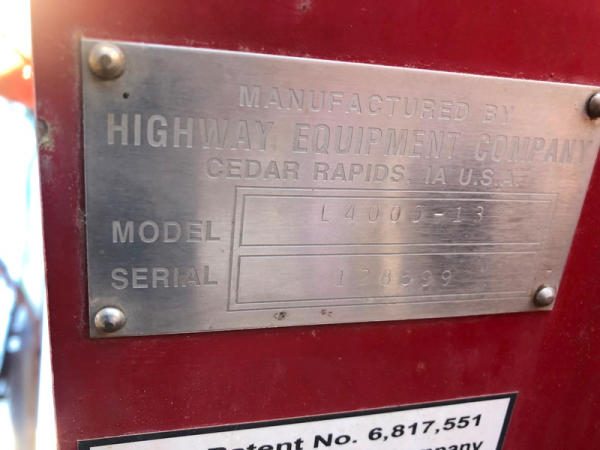 MANUFACTURED BY
HIGHWAY EQUIPMENT COMPANY
CEDAR RAPIDS, IA U.S.A.
MODEL
SERIAL
Patent No. 6,817,551